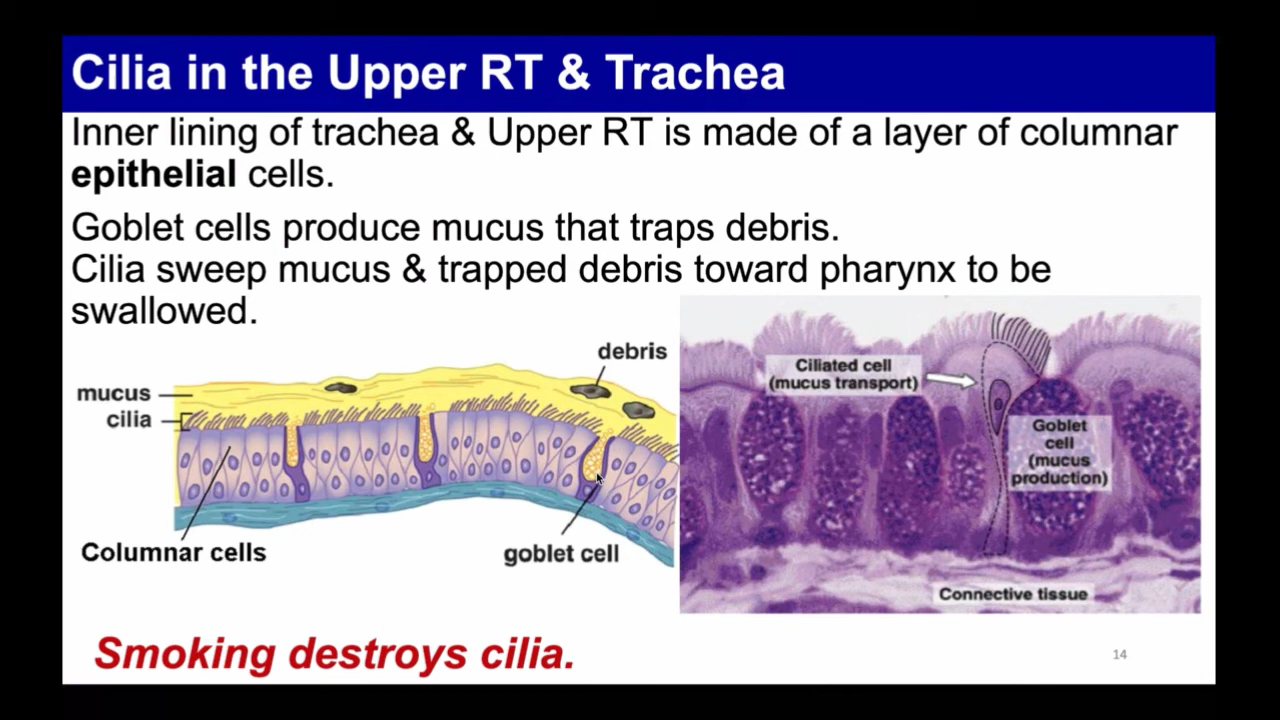 Cilia in the Upper RT & Trachea
Inner lining of trachea & Upper RT is made of a layer of columnar
epithelial cells.
Goblet cells produce mucus that traps debris.
Cilia sweep mucus & trapped debris toward pharynx to be
swallowed.
debris
mucus
cilia
Columnar cells
goblet cell
Ciliated cell
(mucus transport)
Goblet
cell
(mucus
production)
Connective tissue
Smoking destroys cilia.
14